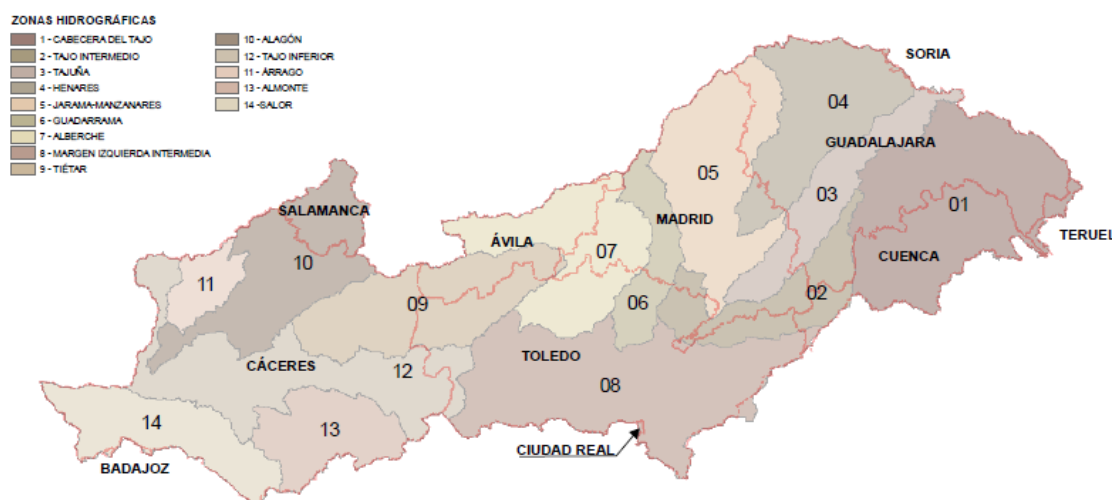 ZONAS HIDROGRÁFICAS
1 - CABECERA DEL TAJO
2 - TAJO INTERMEDIO
3 - TAJUÑA
4 - HENARES
5 - JARAMA-MANZANARES
6 - GUADARRAMA
7 - ALBERCHE
8 - MARGEN IZQUIERDA INTERMEDIA
9 - TIÉTAR
10 - ALAGÓN
12 - TAJO INFERIOR
11 - ÁRRAGO
13 - ALMONTE
14 -SALOR
SORIA
04
GUADALAJARA
05
03
01
SALAMANCA
MADRID
TERUEL
ÁVILA
07
CUENCA
10
11
09
06
02
TOLEDO
CÁCERES
12
08
14
13
CIUDAD REAL
BADAJOZ